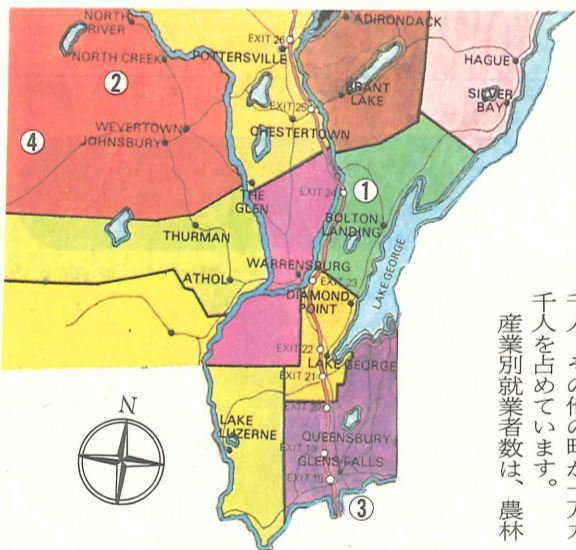 NORTH
RIVER
NORTH CREEK
②
④
WEVERTOWN
JOHNSBURY
EXIT 26
POTTERSVILLE
ADIRONDACK
BRANT
LAKE
EXIT 25
CHESTERTOWN
HAGUE
SILVER
BAY
THE
GLEN
EXIT 24
①
BOLTON
LANDING
LAKE GEORGE
THURMAN
ATHOL
WARRENSBURG
EXIT 23
DIAMOND
POINT
EXIT 22
LAKE GEORGE
EXIT 21
EXIT 20
LAKE
LUZERNE
QUEENSBURY
EXIT 19
GLENS FALLS
EXIT 18
③
N
千人を占めています。
産業別就業者数は、農林